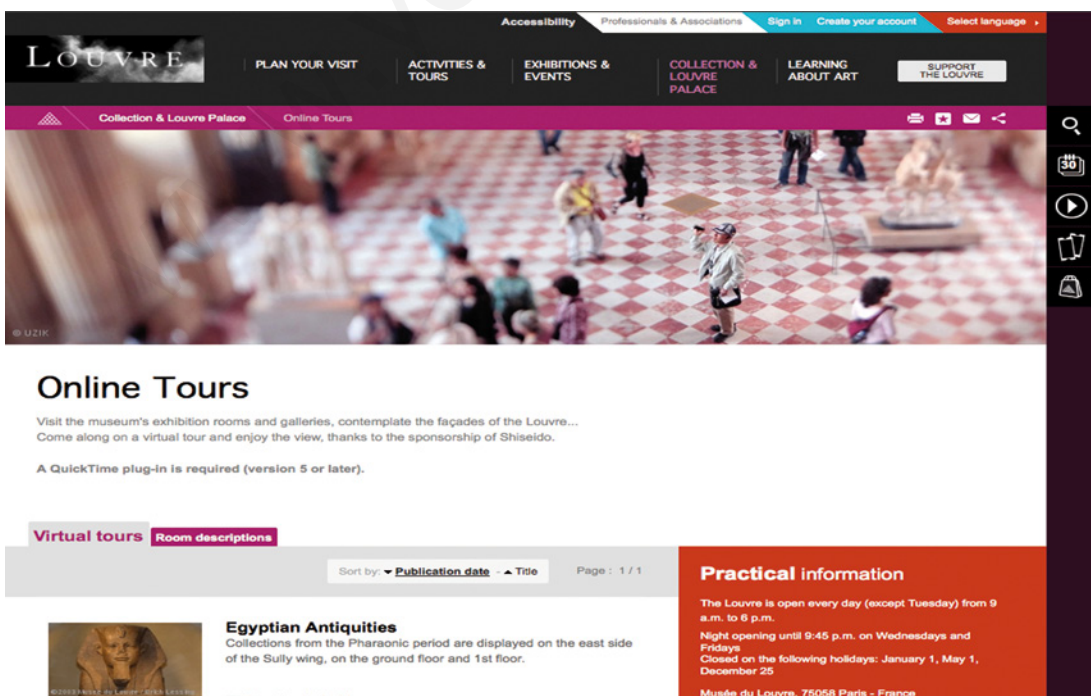 Accessibility
Professionals & Associations
Sign in
Create your account
Select language
LOUVRE
PLAN YOUR VISIT
ACTIVITIES &
TOURS
EXHIBITIONS &
EVENTS
COLLECTION &
LOUVRE
PALACE
LEARNING
ABOUT ART
SUPPORT
THE LOUVRE
Collection & Louvre Palace
Online Tours
30
© UZIK
Online Tours
Visit the museum's exhibition rooms and galleries, contemplate the façades of the Louvre...
Come along on a virtual tour and enjoy the view, thanks to the sponsorship of Shiseido.
A QuickTime plug-in is required (version 5 or later).
Virtual tours
Room descriptions
Sort by: Publication date - Title
Page : 1 / 1
Egyptian Antiquities
Collections from the Pharaonic period are displayed on the east side
of the Sully wing, on the ground floor and 1st floor.
Practical information
The Louvre is open every day (except Tuesday) from 9
a.m. to 6 p.m.
Night opening until 9:45 p.m. on Wednesdays and
Fridays
Closed on the following holidays: January 1, May 1,
December 25
Musée du Louvre, 75058 Paris - France